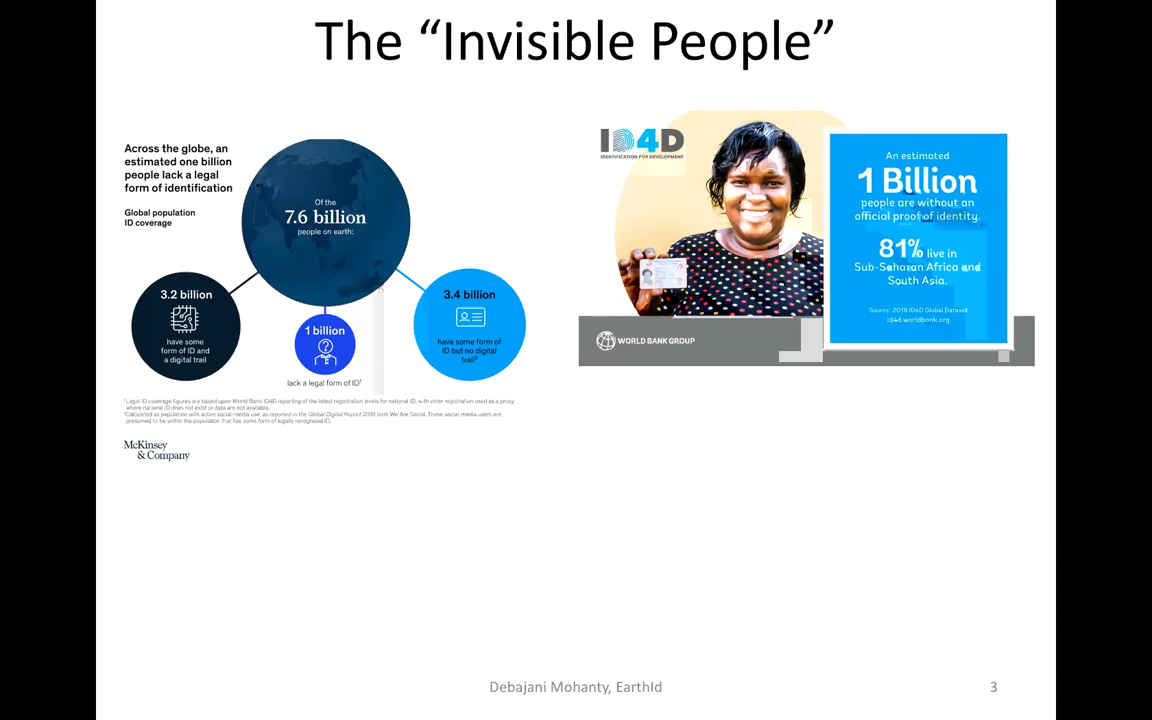 The “Invisible People”
Across the globe, an
estimated one billion
people lack a legal
form of identification
Global population
ID coverage
Of the
7.6 billion
people on earth:
3.2 billion
have some
form of ID and
a digital trail
1 billion
lack a legal form of ID¹
3.4 billion
have some form of
ID but no digital
trail²
¹Legal ID coverage figures are based upon World Bank ID4D reporting of the latest registration levels for national ID, with voter registration used as a proxy
where national ID does not exist or data are not available.
²Calculated as population with active social-media use, as reported in the Global Digital Report 2018 from We Are Social. These social-media users are
presumed to be within the population that has some form of legally recognized ID.
McKinsey
& Company
ID4D
IDENTIFICATION FOR DEVELOPMENT
An estimated
1 Billion
people are without an
official proof of identity.
81% live in
Sub-Saharan Africa and
South Asia.
Source: 2018 ID4D Global Dataset
id4d.worldbank.org
WORLD BANK GROUP
Debajani Mohanty, EarthId
3